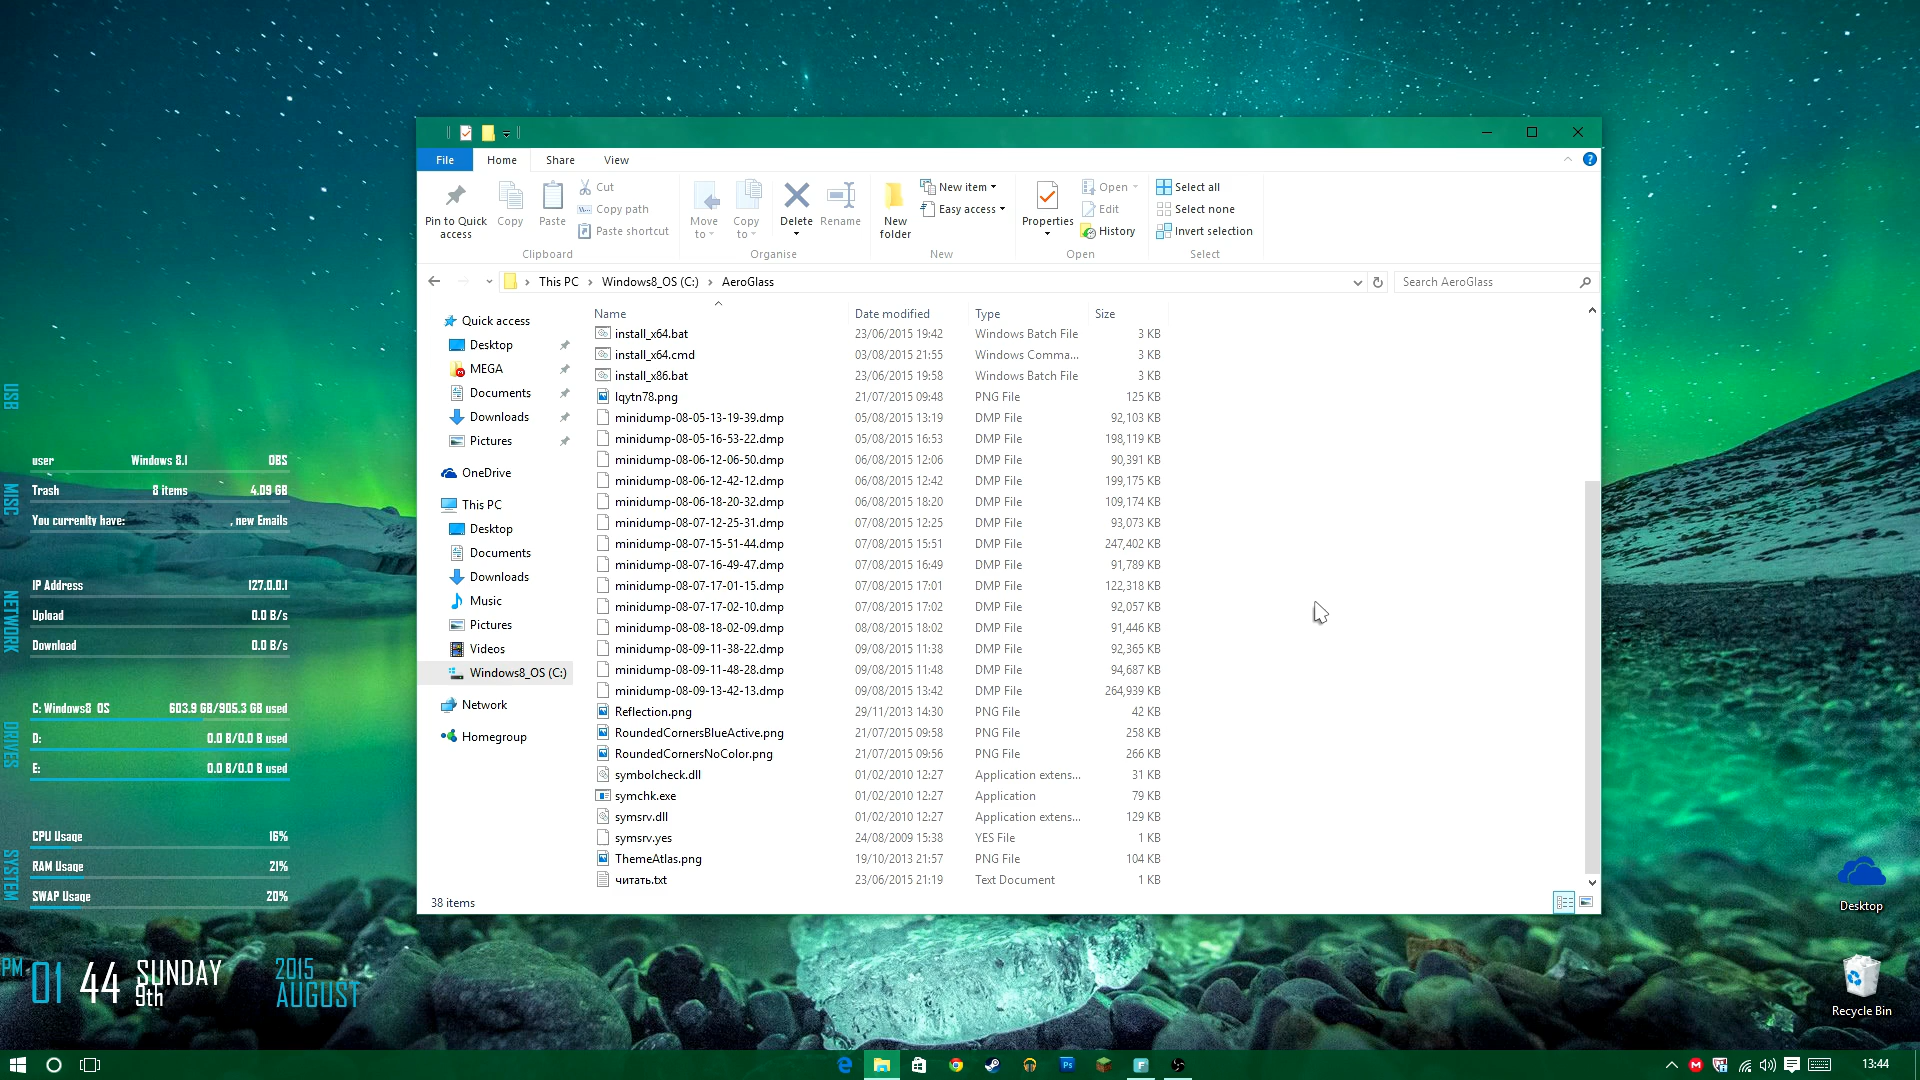 File Home Share View
Pin to Quick access
Copy
Paste
Cut
Copy path
Paste shortcut
Clipboard
Move to
Copy to
Delete
Rename
Organise
New folder
New item
Easy access
New
Properties
Open
Edit
History
Open
Select all
Select none
Invert selection
Select
This PC > Windows8_OS (C:) > AeroGlass
Search AeroGlass
Quick access
Desktop
MEGA
Documents
Downloads
Pictures
OneDrive
This PC
Desktop
Documents
Downloads
Music
Pictures
Videos
Windows8_OS (C:)
Network
Homegroup
Name Date modified Type Size
install_x64.bat 23/06/2015 19:42 Windows Batch File 3 KB
install_x64.cmd 03/08/2015 21:55 Windows Comma... 3 KB
install_x86.bat 23/06/2015 19:58 Windows Batch File 3 KB
lqytn78.png 21/07/2015 09:48 PNG File 125 KB
minidump-08-05-13-19-39.dmp 05/08/2015 13:19 DMP File 92,103 KB
minidump-08-05-16-53-22.dmp 05/08/2015 16:53 DMP File 198,119 KB
minidump-08-06-12-06-50.dmp 06/08/2015 12:06 DMP File 90,391 KB
minidump-08-06-12-42-12.dmp 06/08/2015 12:42 DMP File 199,175 KB
minidump-08-06-18-20-32.dmp 06/08/2015 18:20 DMP File 109,174 KB
minidump-08-07-12-25-31.dmp 07/08/2015 12:25 DMP File 93,073 KB
minidump-08-07-15-51-44.dmp 07/08/2015 15:51 DMP File 247,402 KB
minidump-08-07-16-49-47.dmp 07/08/2015 16:49 DMP File 91,789 KB
minidump-08-07-17-01-15.dmp 07/08/2015 17:01 DMP File 122,318 KB
minidump-08-07-17-02-10.dmp 07/08/2015 17:02 DMP File 92,057 KB
minidump-08-08-18-02-09.dmp 08/08/2015 18:02 DMP File 91,446 KB
minidump-08-09-11-38-22.dmp 09/08/2015 11:38 DMP File 92,365 KB
minidump-08-09-11-48-28.dmp 09/08/2015 11:48 DMP File 94,687 KB
minidump-08-09-13-42-13.dmp 09/08/2015 13:42 DMP File 264,939 KB
Reflection.png 29/11/2013 14:30 PNG File 42 KB
RoundedCornersBlueActive.png 21/07/2015 09:58 PNG File 258 KB
RoundedCornersNoColor.png 21/07/2015 09:56 PNG File 266 KB
symbolcheck.dll 01/02/2010 12:27 Application extens... 31 KB
symchk.exe 01/02/2010 12:27 Application 79 KB
symsrv.dll 01/02/2010 12:27 Application extens... 129 KB
symsrv.yes 24/08/2009 15:38 YES File 1 KB
ThemeAtlas.png 19/10/2013 21:57 PNG File 104 KB
читать.txt 23/06/2015 21:19 Text Document 1 KB
38 items
USB
MISC
user Windows 8.1 OBS
Trash 8 items 4.09 GB
You currenlty have: , new Emails
NETWORK
IP Address 127.0.0.1
Upload 0.0 B/s
Download 0.0 B/s
DRIVES
C: Windows8 OS 603.9 GB/905.3 GB used
D: 0.0 B/0.0 B used
E: 0.0 B/0.0 B used
SYSTEM
CPU Usage 16%
RAM Usage 21%
SWAP Usage 20%
PM 01 44 SUNDAY 9th
2015 AUGUST
Desktop
Recycle Bin
Ps
F
13:44